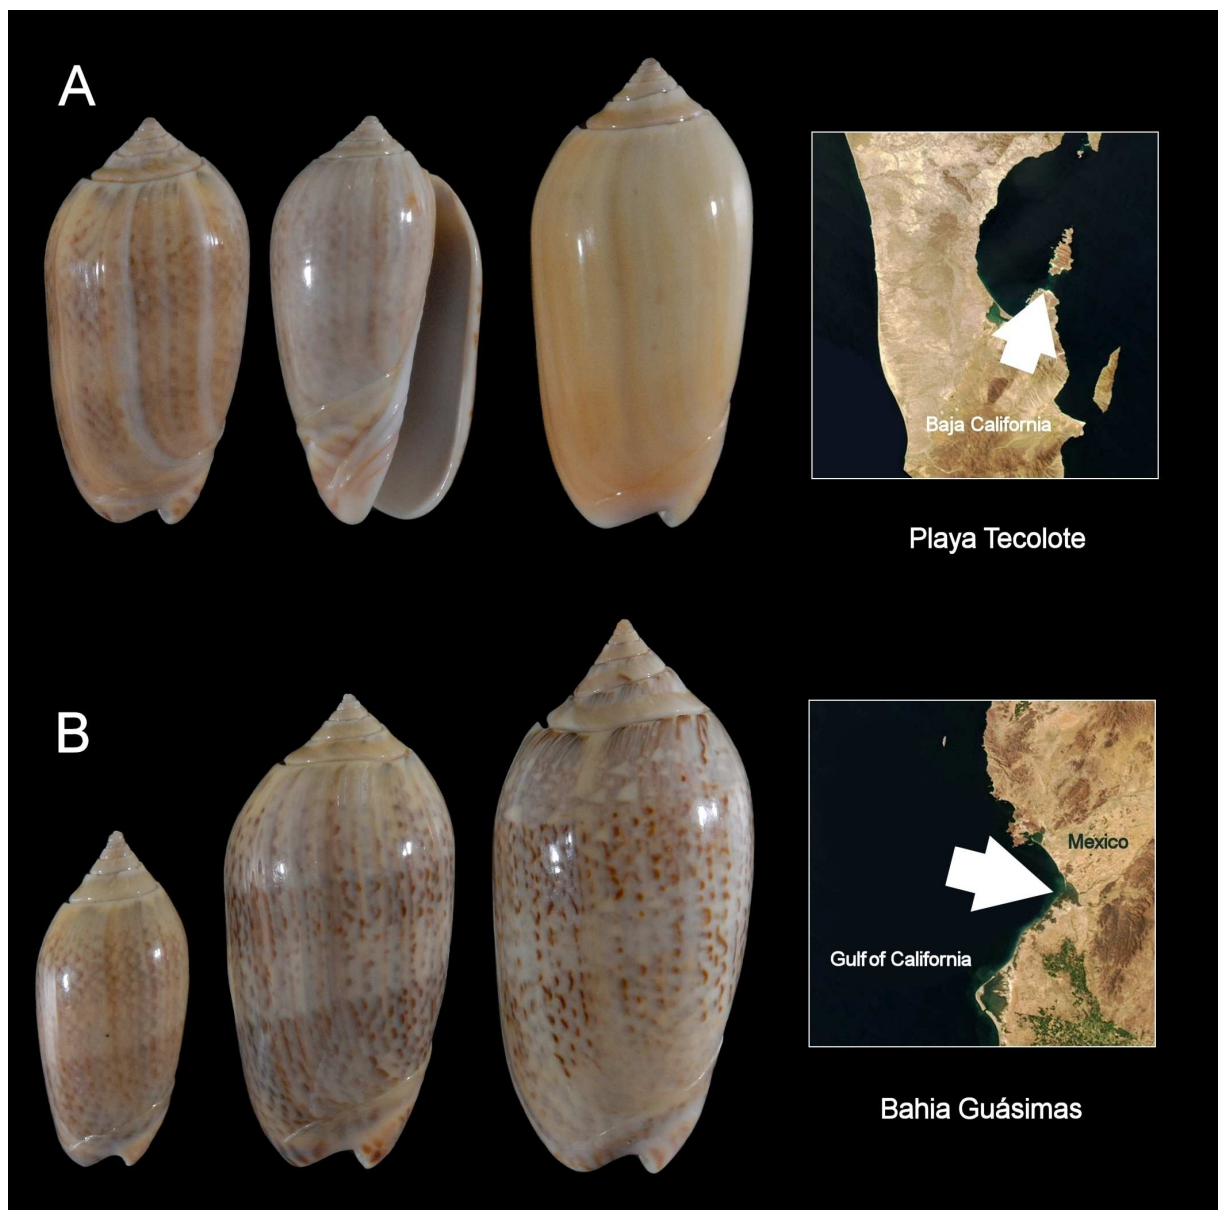 A
Baja California
Playa Tecolote
B
Mexico
Gulf of California
Bahia Guásimas